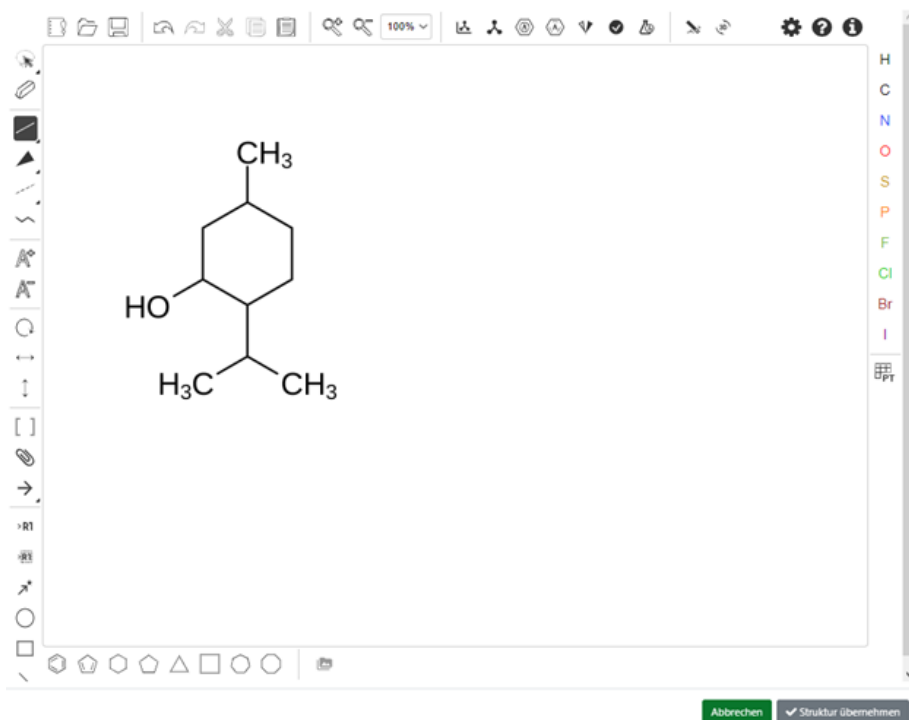 100%
H
C
N
O
S
P
F
Cl
Br
I
PT
CH3
HO
H3C CH3
R1
R1
Abbrechen Struktur übernehmen